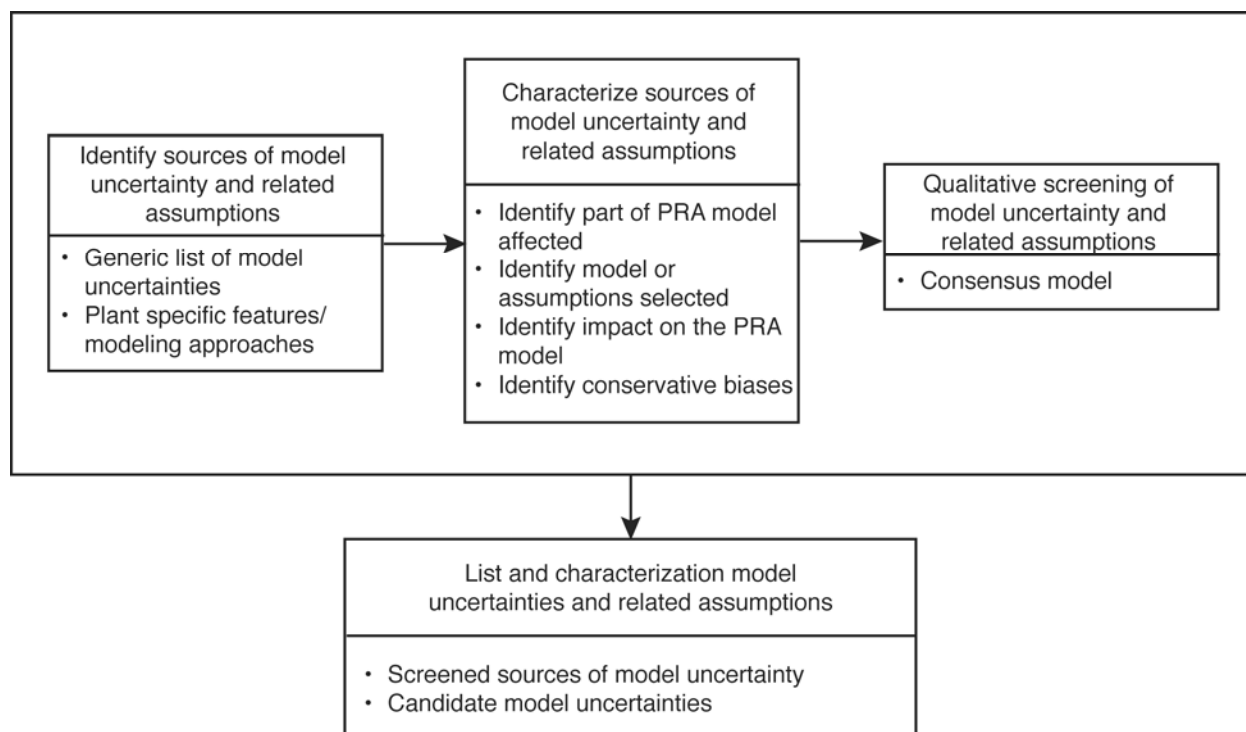 Identify sources of model
uncertainty and related
assumptions
• Generic list of model
uncertainties
• Plant specific features/
modeling approaches
Characterize sources of
model uncertainty and
related assumptions
• Identify part of PRA model
affected
• Identify model or
assumptions selected
• Identify impact on the PRA
model
• Identify conservative biases
Qualitative screening of
model uncertainty and
related assumptions
• Consensus model
List and characterization model
uncertainties and related assumptions
• Screened sources of model uncertainty
• Candidate model uncertainties